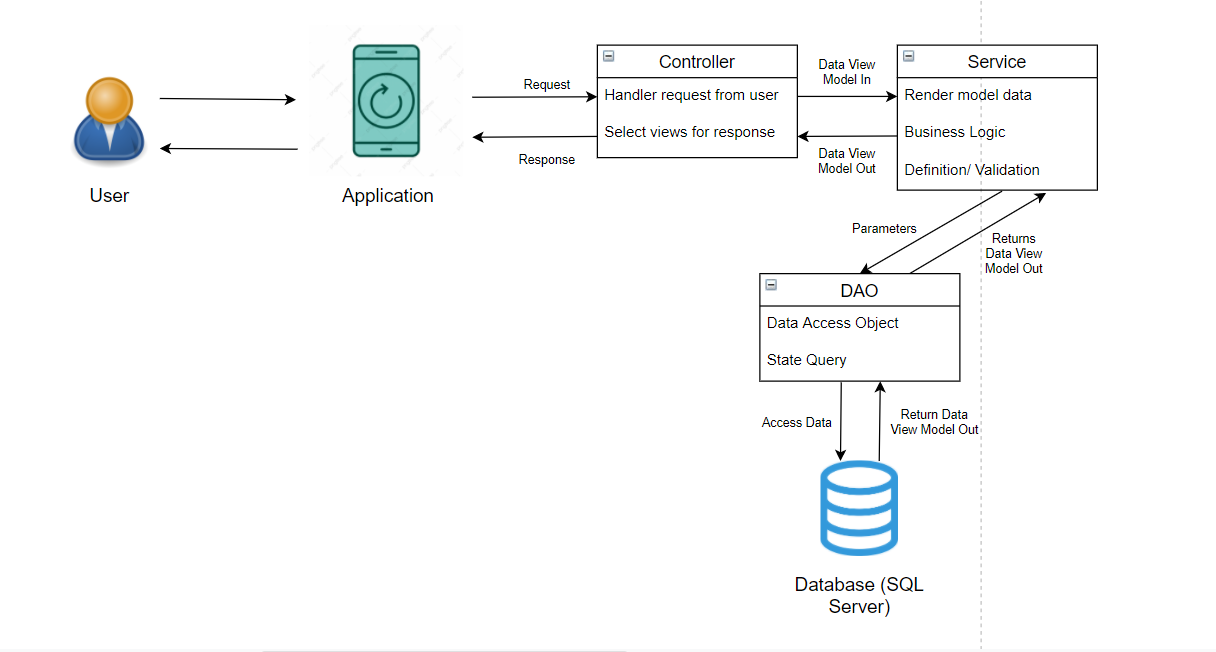 Request
Response
User
Application
Controller
Handler request from user
Select views for response
Data View
Model In
Data View
Model Out
Service
Render model data
Business Logic
Definition/ Validation
Parameters
Returns
Data View
Model Out
DAO
Data Access Object
State Query
Access Data
Return Data
View Model Out
Database (SQL
Server)